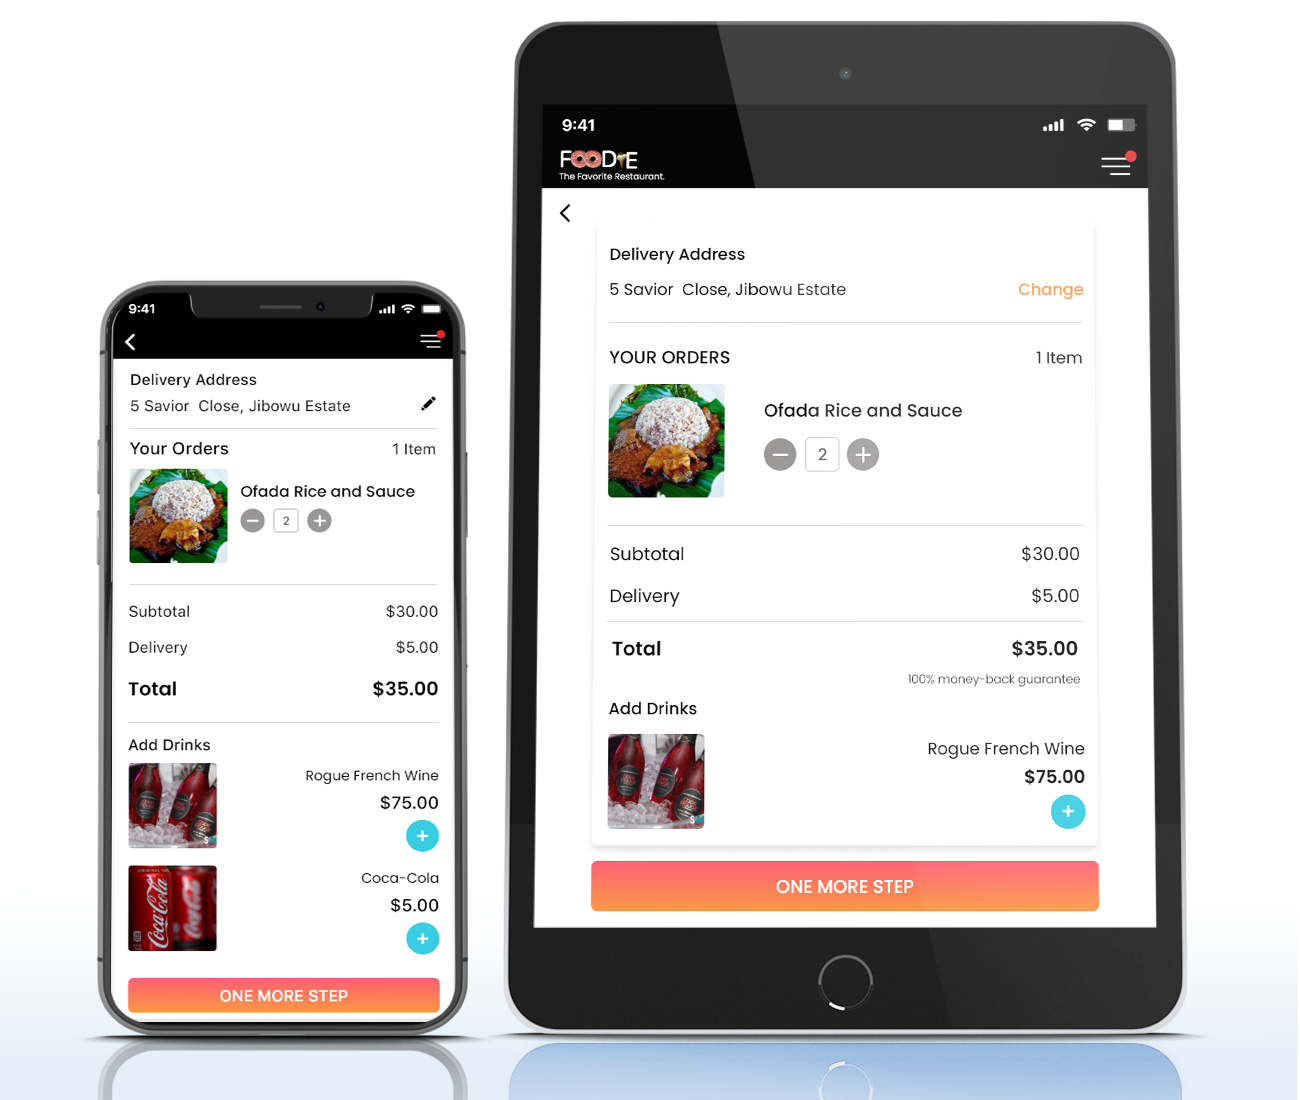 9:41
Delivery Address
5 Savior Close, Jibowu Estate
Your Orders 1 Item
Ofada Rice and Sauce
2
Subtotal $30.00
Delivery $5.00
Total $35.00
Add Drinks
Rogue French Wine
$75.00
Coca-Cola
$5.00
Coca-Cola
Coca-Cola
ONE MORE STEP
9:41
FOODIE
The Favorite Restaurant.
Delivery Address
5 Savior Close, Jibowu Estate Change
YOUR ORDERS 1 Item
Ofada Rice and Sauce
2
Subtotal $30.00
Delivery $5.00
Total $35.00
100% money-back guarantee
Add Drinks
Rogue French Wine
$75.00
ONE MORE STEP